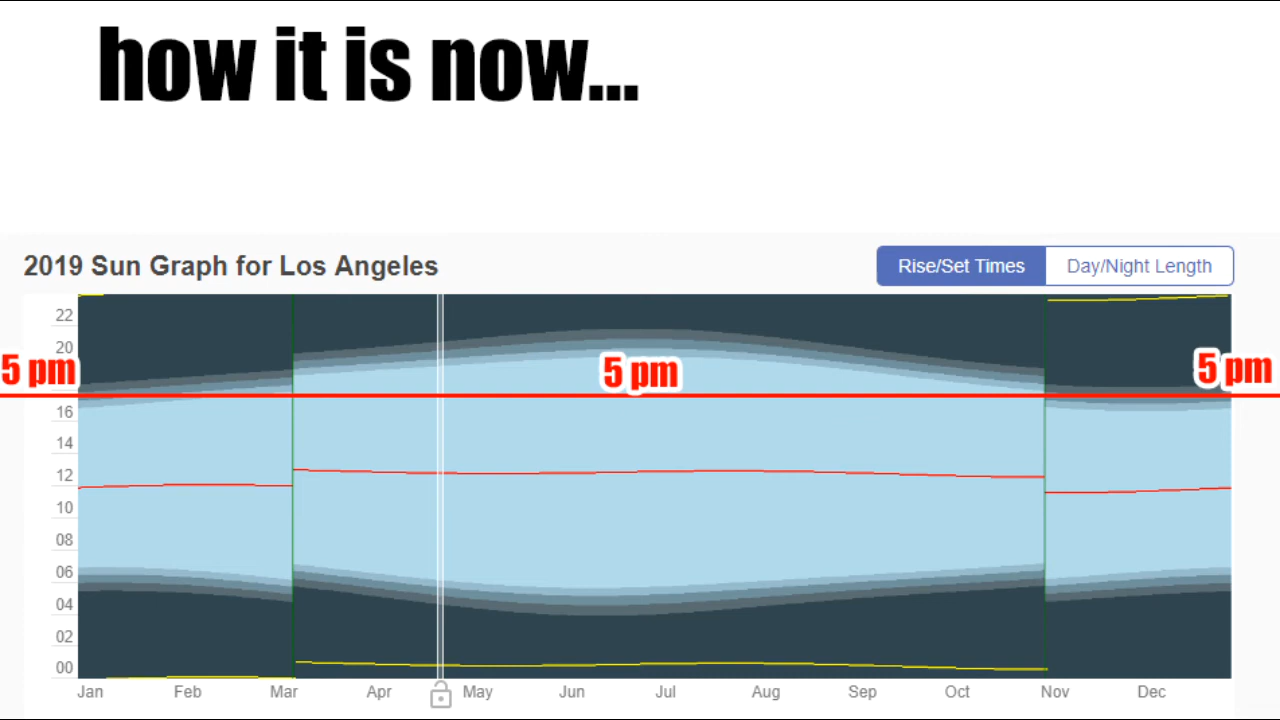 how it is now...
2019 Sun Graph for Los Angeles
Rise/Set Times
Day/Night Length
22
20
5 pm
5 pm
5 pm
16
14
12
10
08
06
04
02
00
Jan Feb Mar Apr May Jun Jul Aug Sep Oct Nov Dec